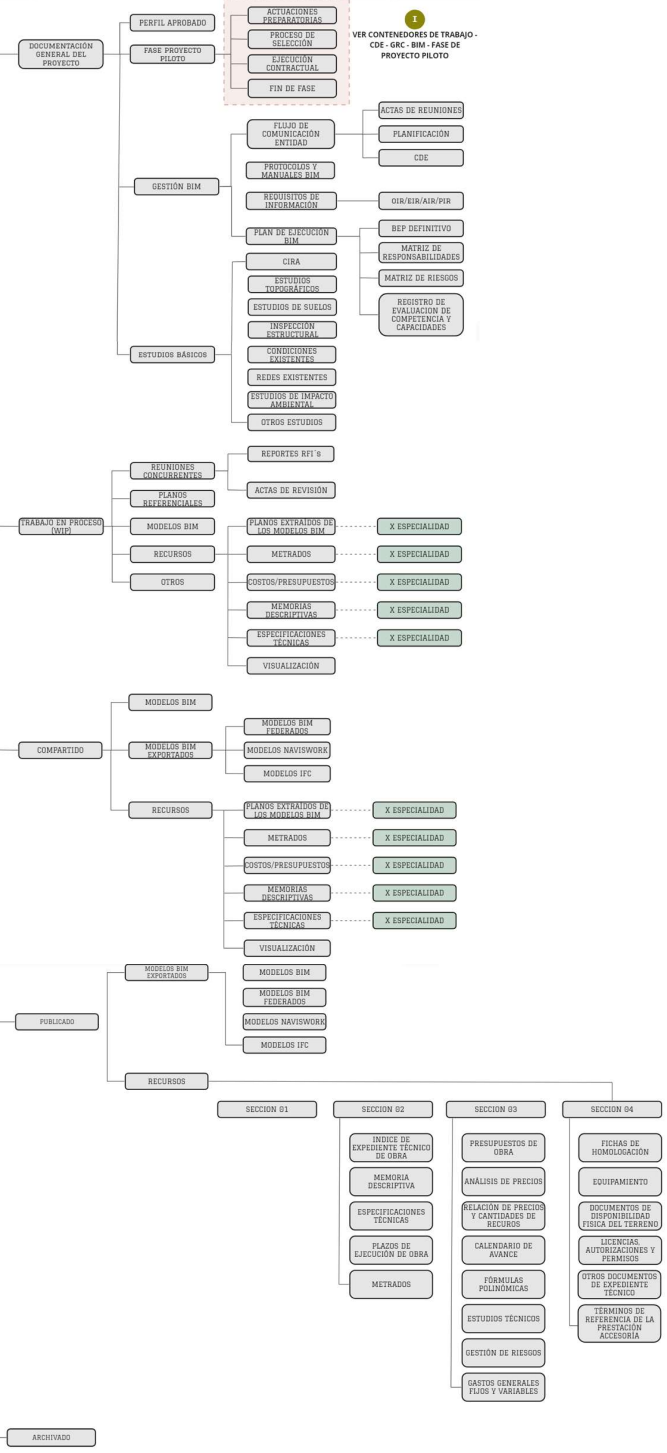 DOCUMENTACIÓN
GENERAL DEL
PROYECTO
PERFIL APROBADO
FASE PROYECTO
PILOTO
ACTUACIONES
PREPARATORIAS
PROCESO DE
SELECCIÓN
EJECUCIÓN
CONTRACTUAL
FIN DE FASE
I
VER CONTENEDORES DE TRABAJO -
CDE - GRC - BIM - FASE DE
PROYECTO PILOTO
GESTIÓN BIM
FLUJO DE
COMUNICACIÓN
ENTIDAD
ACTAS DE REUNIONES
PLANIFICACIÓN
CDE
PROTOCOLOS Y
MANUALES BIM
REQUISITOS DE
INFORMACIÓN
OIR/EIR/AIR/PIR
PLAN DE EJECUCIÓN
BIM
BEP DEFINITIVO
MATRIZ DE
RESPONSABILIDADES
MATRIZ DE RIESGOS
REGISTRO DE
EVALUACION DE
COMPETENCIA Y
CAPACIDADES
ESTUDIOS BÁSICOS
CIRA
ESTUDIOS
TOPOGRÁFICOS
ESTUDIOS DE SUELOS
INSPECCIÓN
ESTRUCTURAL
CONDICIONES
EXISTENTES
REDES EXISTENTES
ESTUDIOS DE IMPACTO
AMBIENTAL
OTROS ESTUDIOS
TRABAJO EN PROCESO
(WIP)
REUNIONES
CONCURRENTES
REPORTES RFI´s
ACTAS DE REVISIÓN
PLANOS
REFERENCIALES
MODELOS BIM
RECURSOS
OTROS
PLANOS EXTRAÍDOS DE
LOS MODELOS BIM
X ESPECIALIDAD
METRADOS
X ESPECIALIDAD
COSTOS/PRESUPUESTOS
X ESPECIALIDAD
MEMORIAS
DESCRIPTIVAS
X ESPECIALIDAD
ESPECIFICACIONES
TÉCNICAS
X ESPECIALIDAD
VISUALIZACIÓN
COMPARTIDO
MODELOS BIM
MODELOS BIM
EXPORTADOS
MODELOS BIM
FEDERADOS
MODELOS NAVISWORK
MODELOS IFC
RECURSOS
PLANOS EXTRAÍDOS DE
LOS MODELOS BIM
X ESPECIALIDAD
METRADOS
X ESPECIALIDAD
COSTOS/PRESUPUESTOS
X ESPECIALIDAD
MEMORIAS
DESCRIPTIVAS
X ESPECIALIDAD
ESPECIFICACIONES
TÉCNICAS
X ESPECIALIDAD
VISUALIZACIÓN
PUBLICADO
MODELOS BIM
EXPORTADOS
MODELOS BIM
MODELOS BIM
FEDERADOS
MODELOS NAVISWORK
MODELOS IFC
RECURSOS
SECCION 01
SECCION 02
INDICE DE
EXPEDIENTE TÉCNICO
DE OBRA
MEMORIA
DESCRIPTIVA
ESPECIFICACIONES
TÉCNICAS
PLAZOS DE
EJECUCIÓN DE OBRA
METRADOS
SECCION 03
PRESUPUESTOS DE
OBRA
ANÁLISIS DE PRECIOS
RELACIÓN DE PRECIOS
Y CANTIDADES DE
RECUROS
CALENDARIO DE
AVANCE
FÓRMULAS
POLINÓMICAS
ESTUDIOS TÉCNICOS
GESTIÓN DE RIESGOS
GASTOS GENERALES
FIJOS Y VARIABLES
SECCION 04
FICHAS DE
HOMOLOGACIÓN
EQUIPAMIENTO
DOCUMENTOS DE
DISPONIBILIDAD
FISICA DEL TERRENO
LICENCIAS,
AUTORIZACIONES Y
PERMISOS
OTROS DOCUMENTOS
DE EXPEDIENTE
TÉCNICO
TÉRMINOS DE
REFERENCIA DE LA
PRESTACIÓN
ACCESORÍA
ARCHIVADO